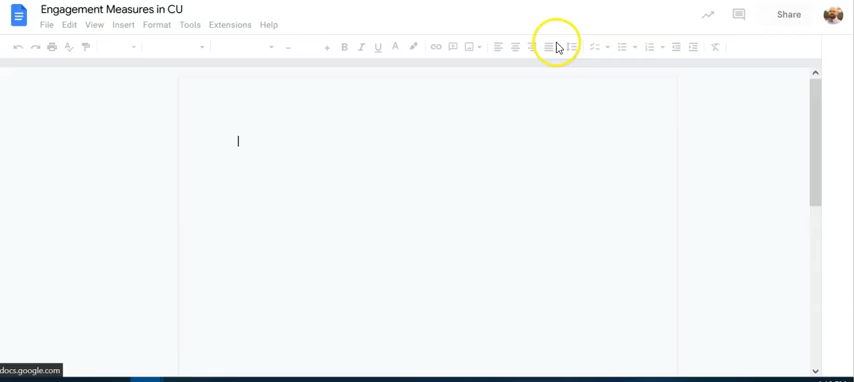 Engagement Measures in CU
File Edit View Insert Format Tools Extensions Help
Share
docs.google.com